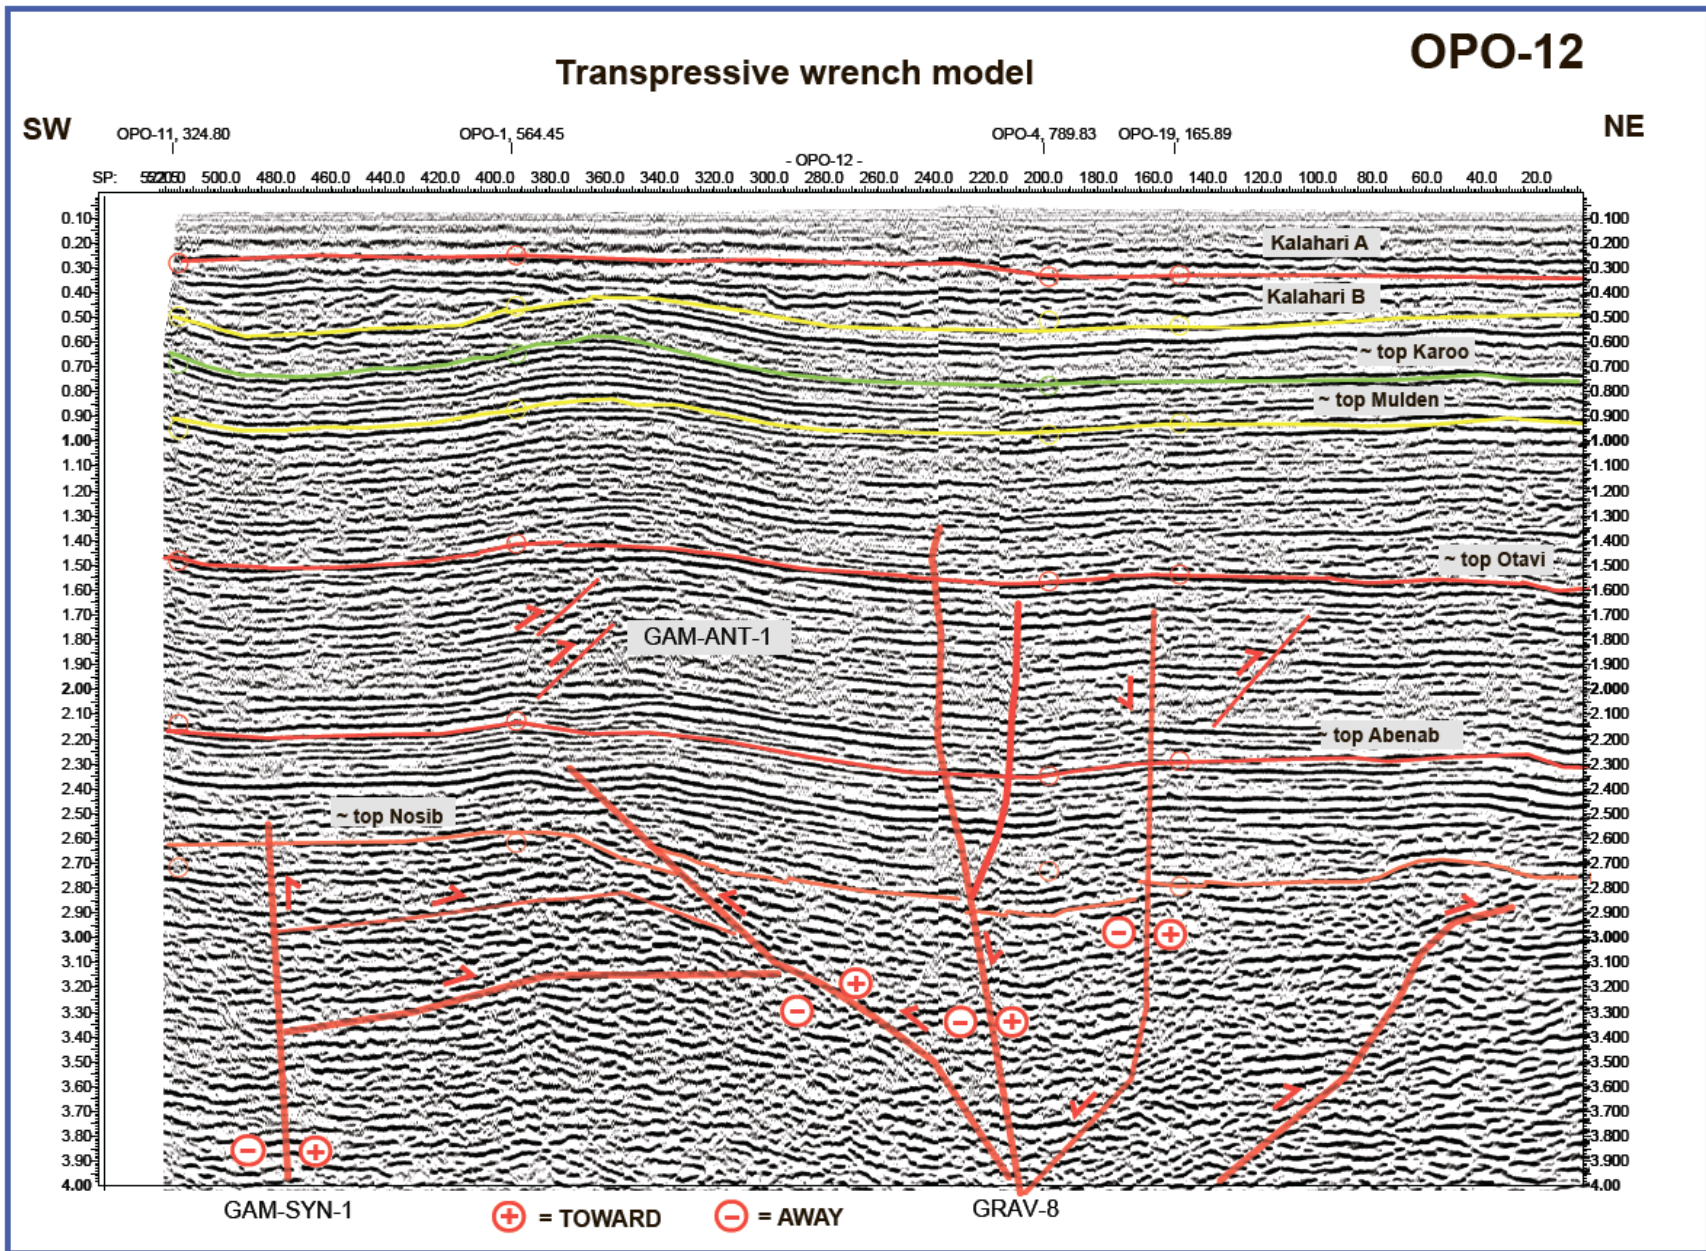 OPO-12
Transpressive wrench model
SW
NE
OPO-11, 324.80
OPO-1, 564.45
OPO-4, 789.83
OPO-19, 165.89
- OPO-12 -
SP: 500.0 480.0 460.0 440.0 420.0 400.0 380.0 360.0 340.0 320.0 300.0 280.0 260.0 240.0 220.0 200.0 180.0 160.0 140.0 120.0 100.0 80.0 60.0 40.0 20.0
0.10 0.100
0.20 0.200
0.30 0.300
0.40 0.400
0.50 0.500
0.60 0.600
0.70 0.700
0.80 0.800
0.90 0.900
1.00 1.000
1.10 1.100
1.20 1.200
1.30 1.300
1.40 1.400
1.50 1.500
1.60 1.600
1.70 1.700
1.80 1.800
1.90 1.900
2.00 2.000
2.10 2.100
2.20 2.200
2.30 2.300
2.40 2.400
2.50 2.500
2.60 2.600
2.70 2.700
2.80 2.800
2.90 2.900
3.00 3.000
3.10 3.100
3.20 3.200
3.30 3.300
3.40 3.400
3.50 3.500
3.60 3.600
3.70 3.700
3.80 3.800
3.90 3.900
4.00 4.00
Kalahari A
Kalahari B
~ top Karoo
~ top Mulden
~ top Otavi
GAM-ANT-1
~ top Abenab
~ top Nosib
GAM-SYN-1
GRAV-8
+ = TOWARD
− = AWAY